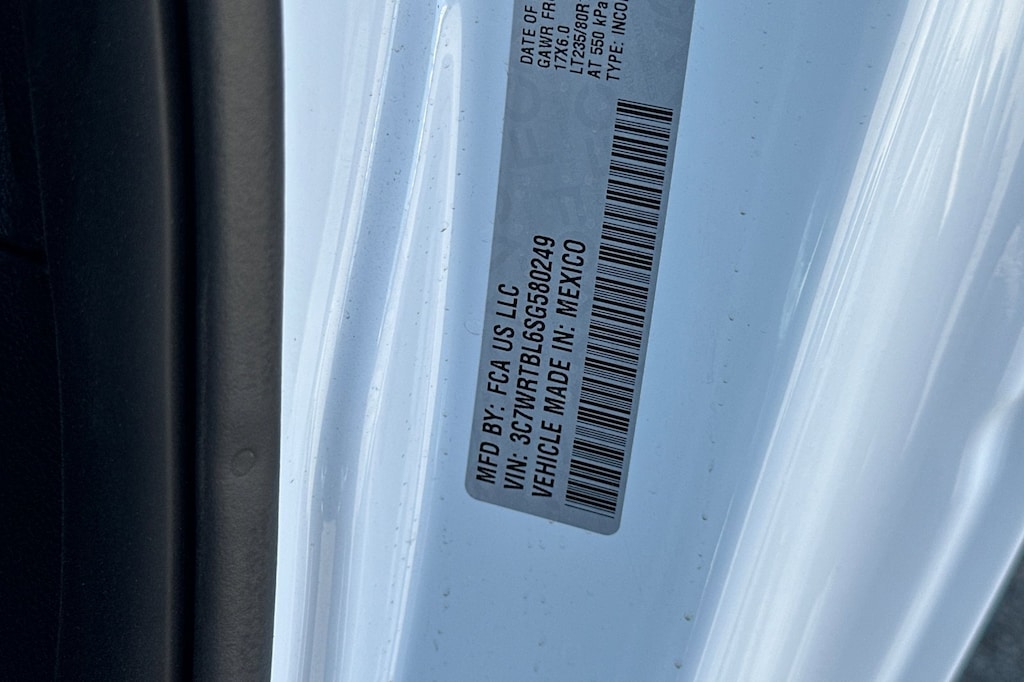 DATE OF
GAWR FR
17X6.0
LT235/80R
AT 550 kPa
TYPE: INCO
MFD BY: FCA US LLC
VIN: 3C7WRTBL6SG580249
VEHICLE MADE IN: MEXICO